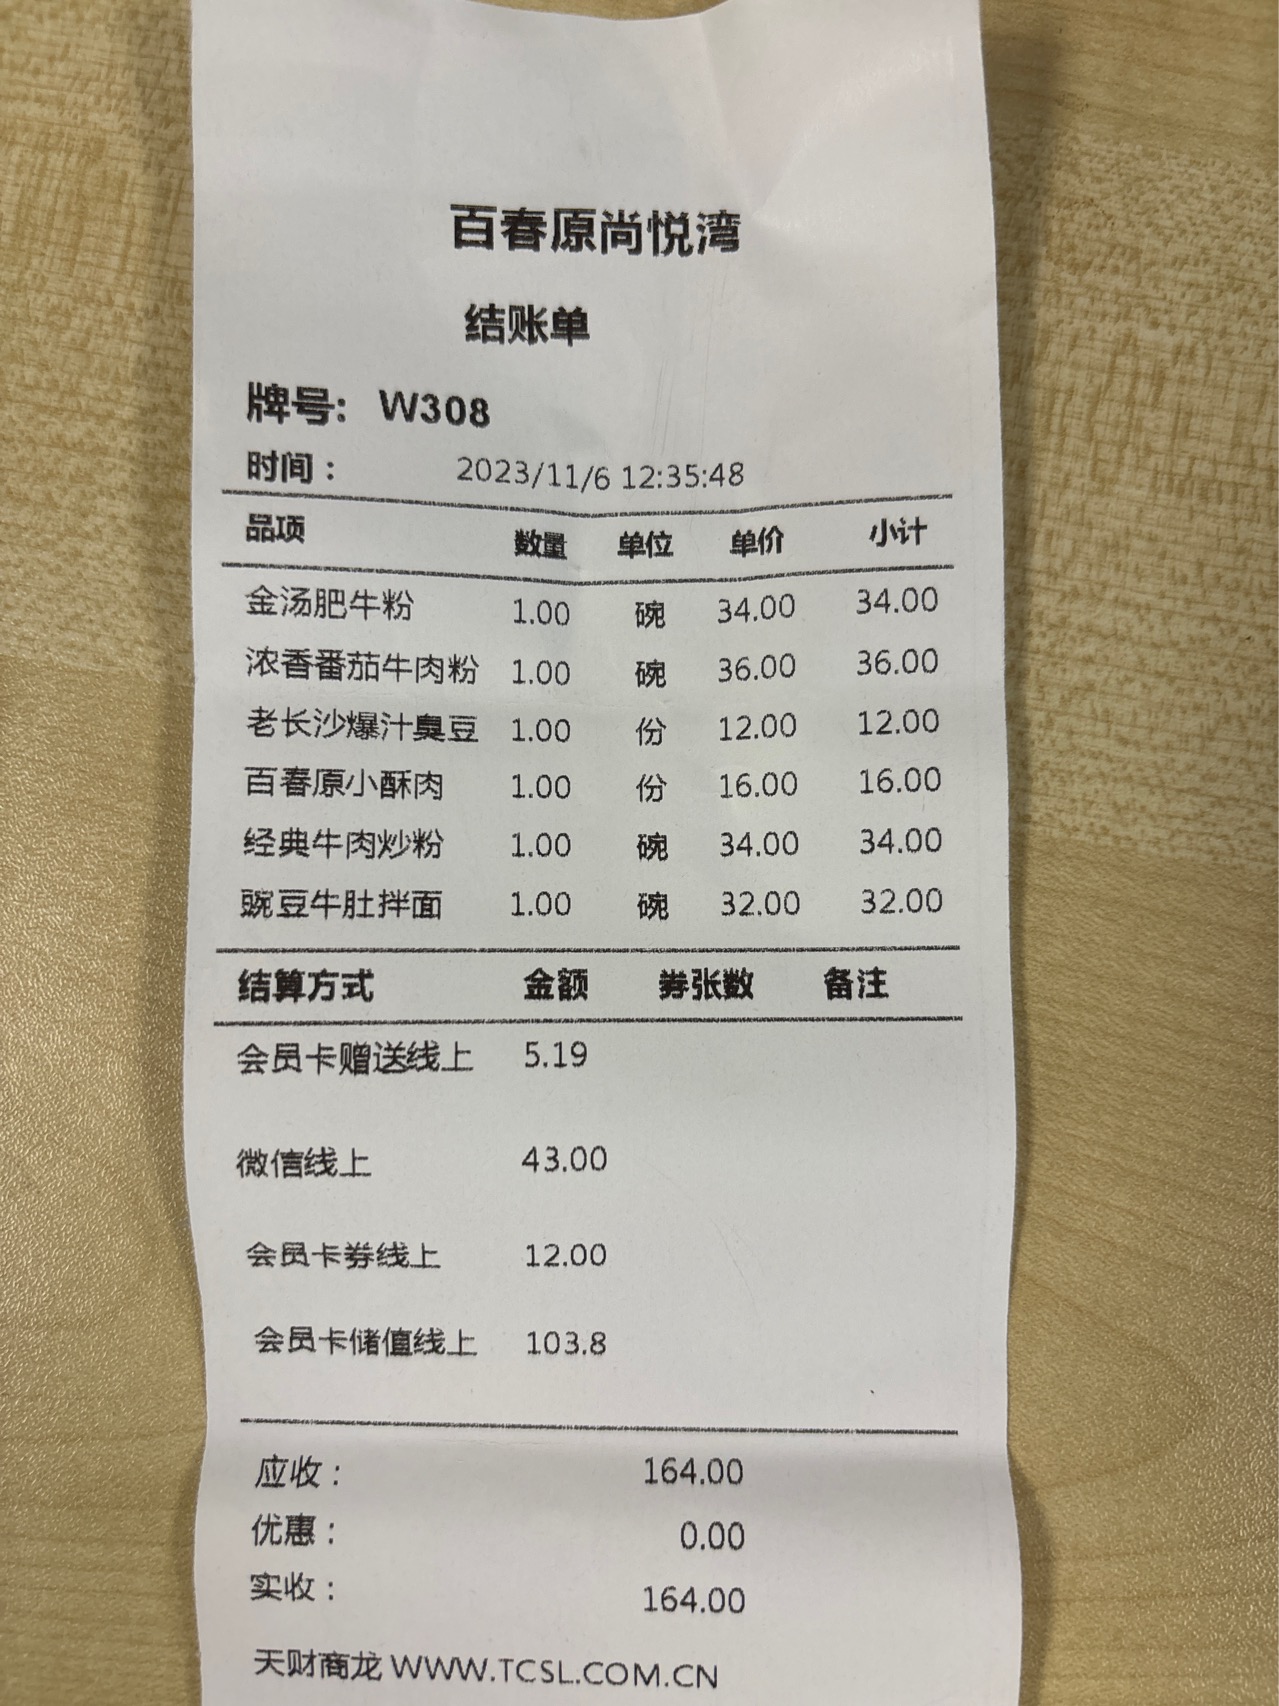 百春原尚悦湾
结账单
牌号: W308
时间： 2023/11/6 12:35:48
品项 数量 单位 单价 小计
金汤肥牛粉 1.00 碗 34.00 34.00
浓香番茄牛肉粉 1.00 碗 36.00 36.00
老长沙爆汁臭豆 1.00 份 12.00 12.00
百春原小酥肉 1.00 份 16.00 16.00
经典牛肉炒粉 1.00 碗 34.00 34.00
豌豆牛肚拌面 1.00 碗 32.00 32.00
结算方式 金额 券张数 备注
会员卡赠送线上 5.19
微信线上 43.00
会员卡券线上 12.00
会员卡储值线上 103.8
应收： 164.00
优惠： 0.00
实收： 164.00
天财商龙 WWW.TCSL.COM.CN